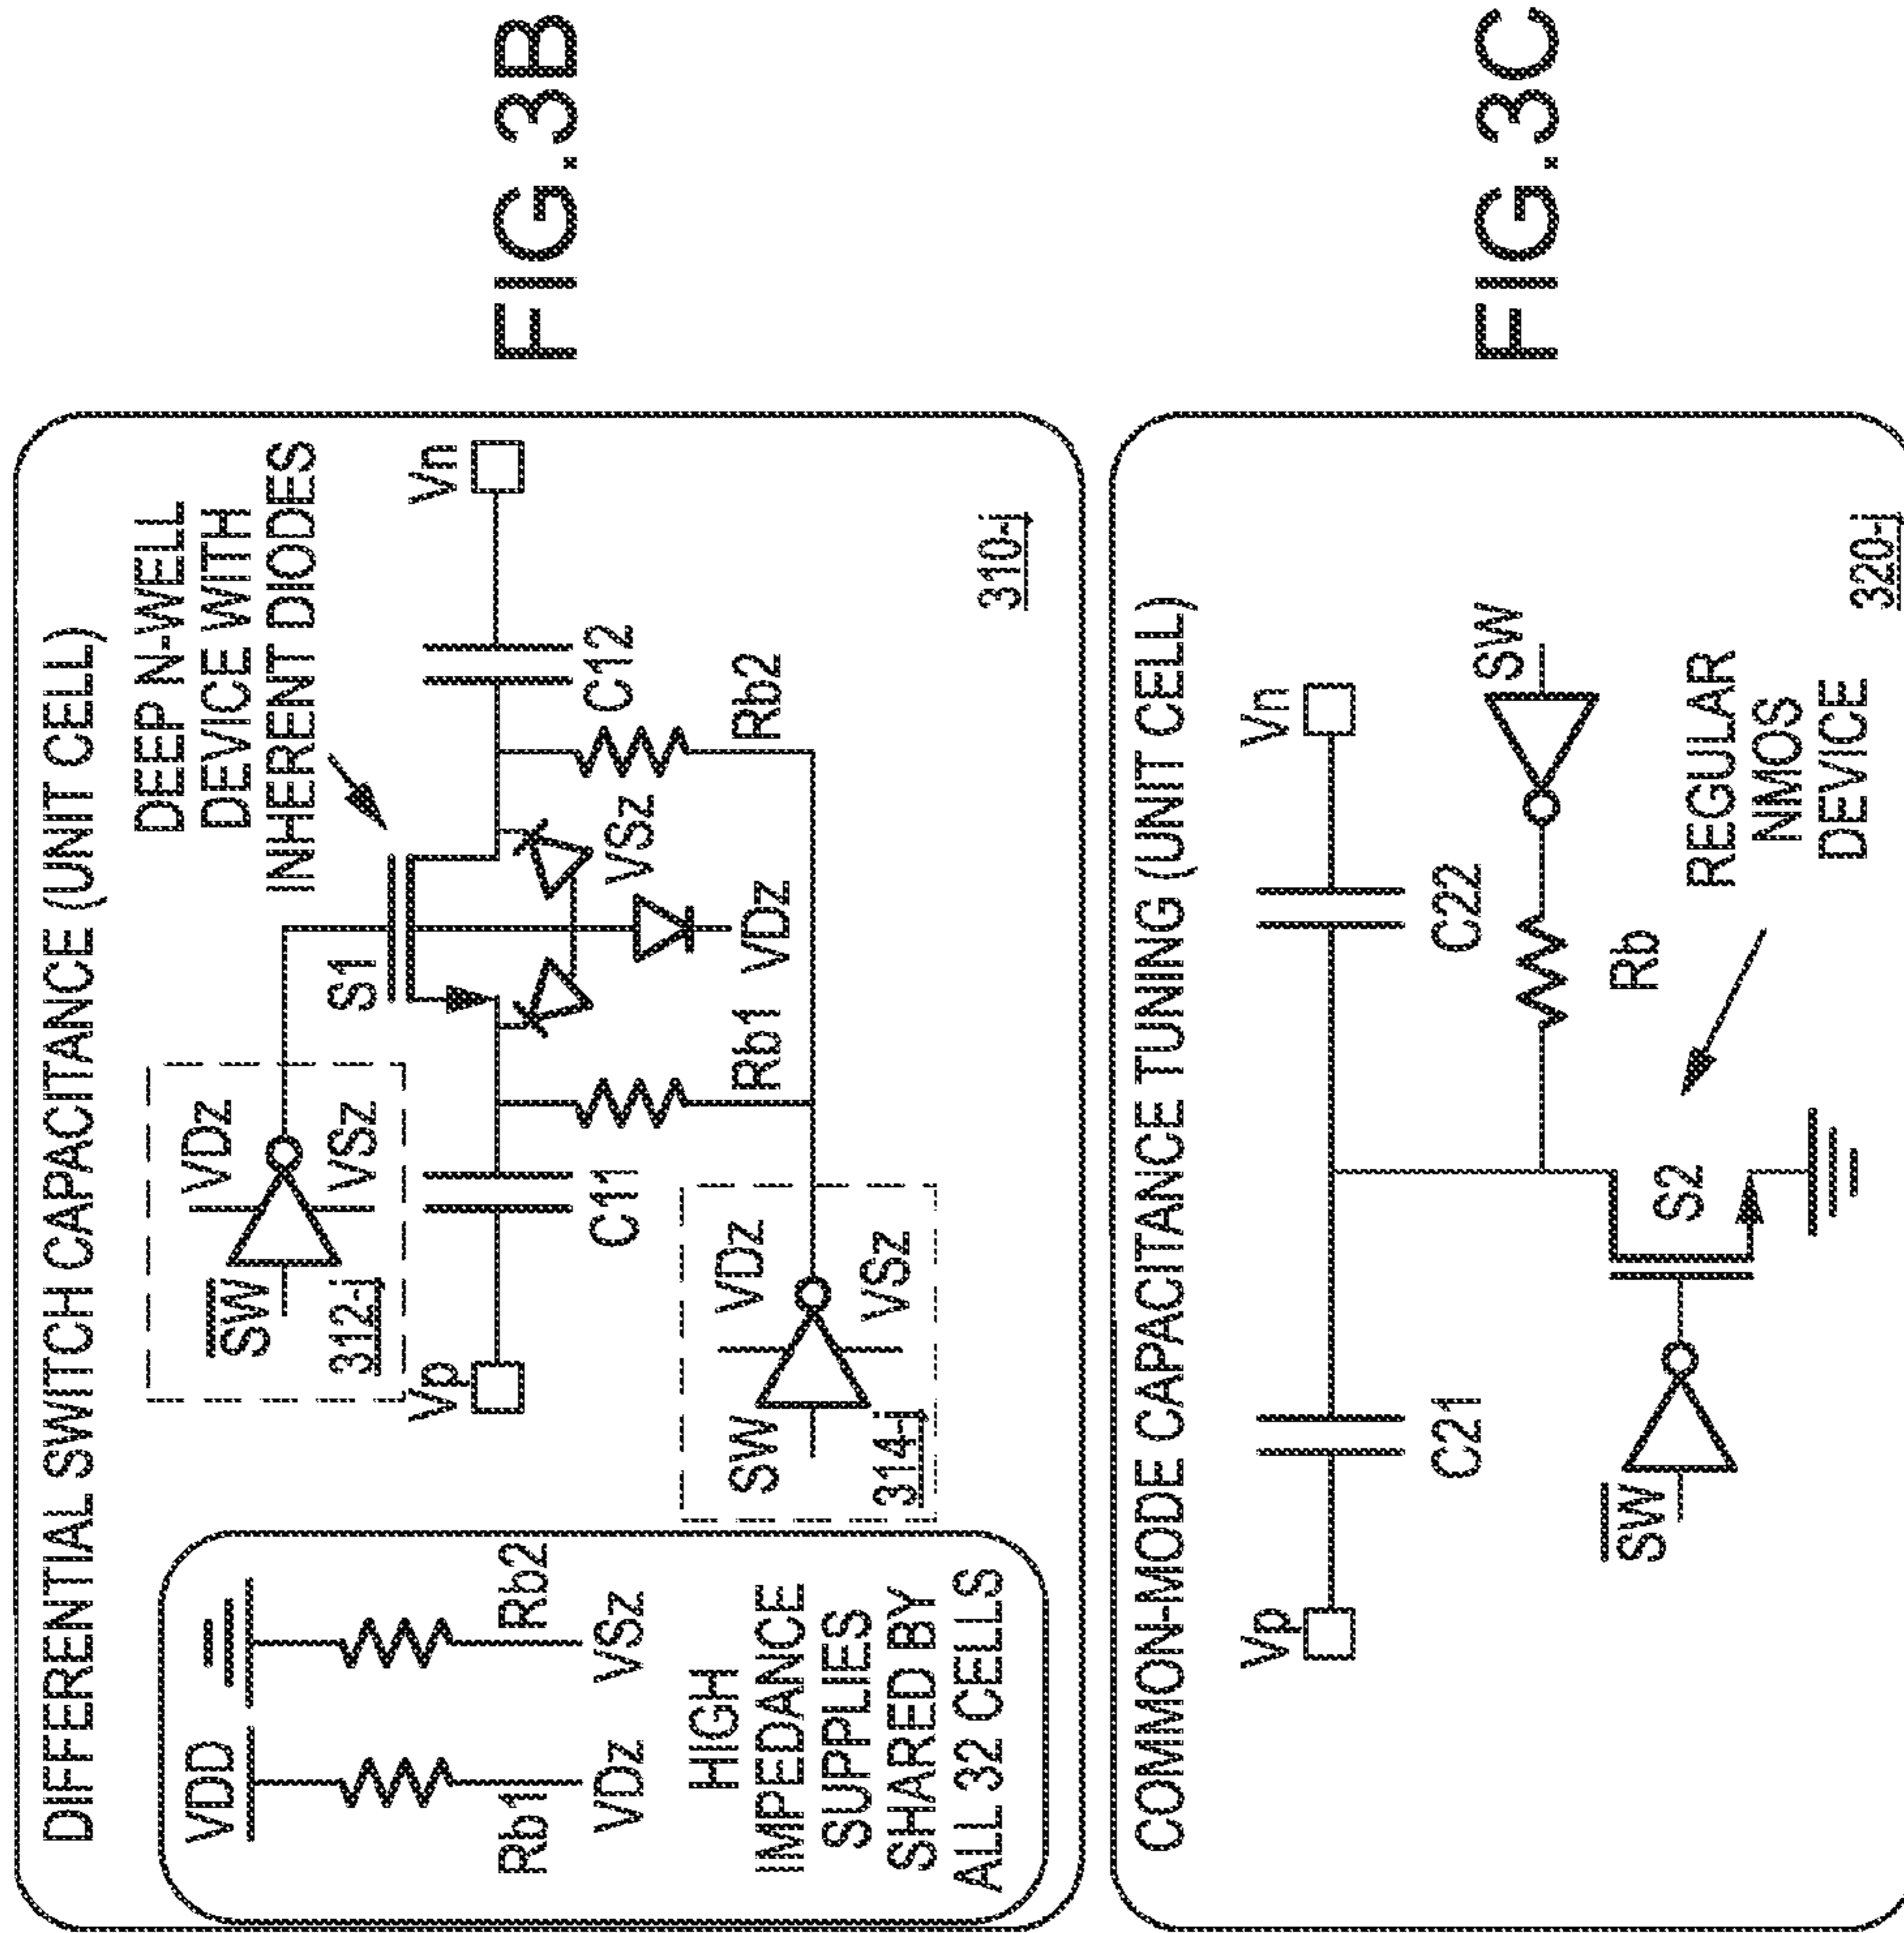 DIFFERENTIAL SWITCH CAPACITANCE (UNIT CELL)
VDD
Rb1
Rb2
VDz
VSz
HIGH
IMPEDANCE
SUPPLIES
SHARED BY
ALL 32 CELLS
SW
VDz
VSz
312-j
S1
DEEP N-WELL
DEVICE WITH
INHERENT DIODES
Vp
C11
C12
Vn
VSz
VDz
Rb1
Rb2
SW
VDz
VSz
314-j
310-j
FIG.3B
COMMON-MODE CAPACITANCE TUNING (UNIT CELL)
Vp
Vn
C21
C22
SW
Rb
SW
S2
REGULAR
NMOS
DEVICE
320-j
FIG.3C